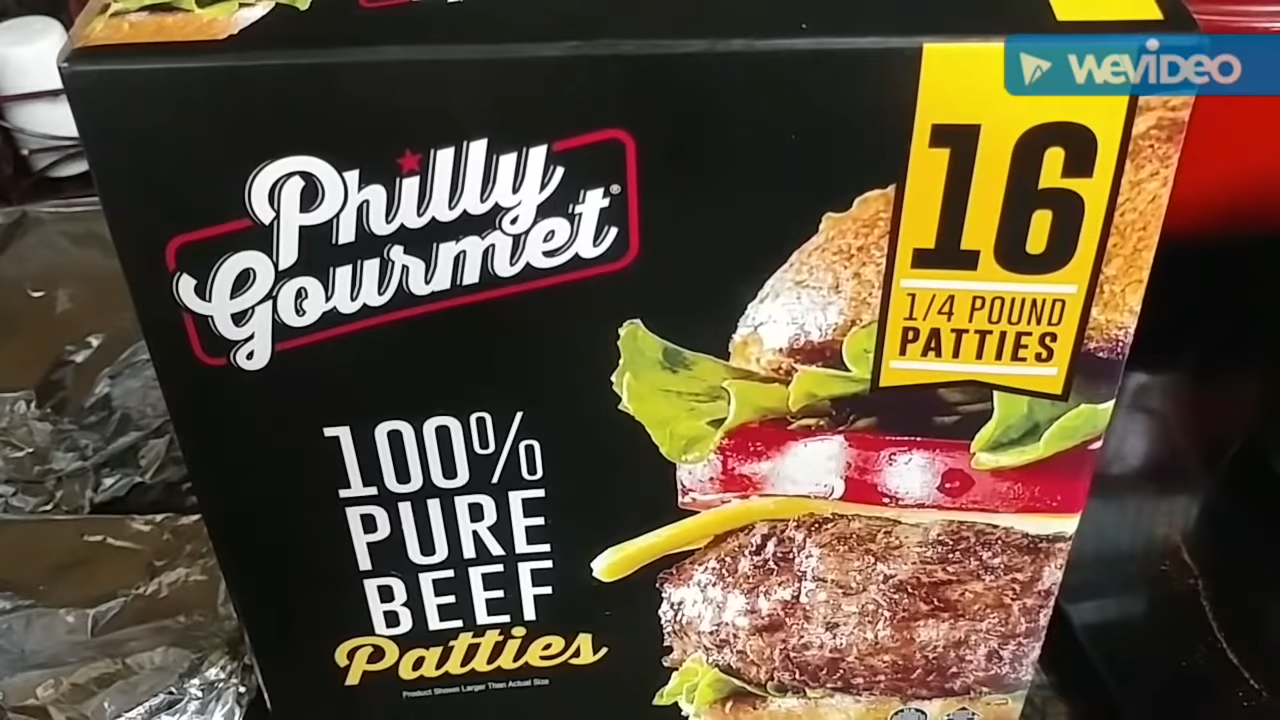 WEVIDEO
Philly
Gourmet®
16
1/4 POUND
PATTIES
100%
PURE
BEEF
Patties
Product Shown Larger Than Actual Size